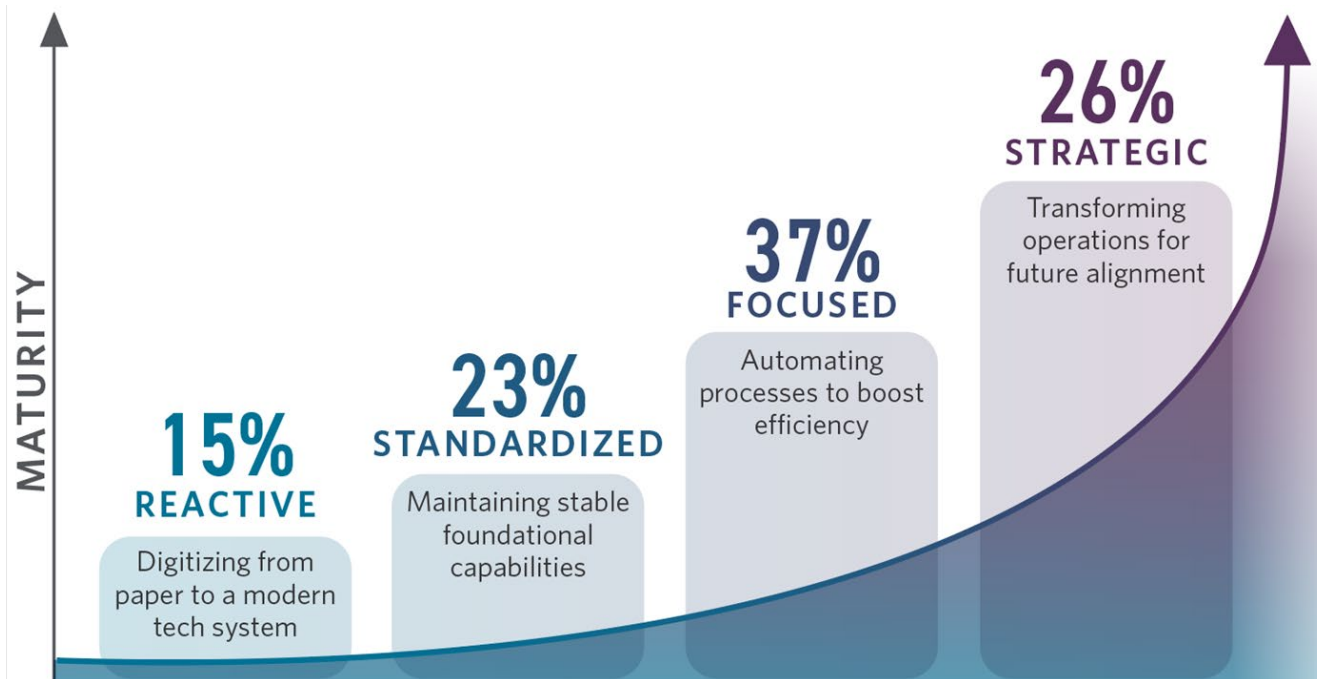 MATURITY
15%
REACTIVE
Digitizing from
paper to a modern
tech system
23%
STANDARDIZED
Maintaining stable
foundational
capabilities
37%
FOCUSED
Automating
processes to boost
efficiency
26%
STRATEGIC
Transforming
operations for
future alignment